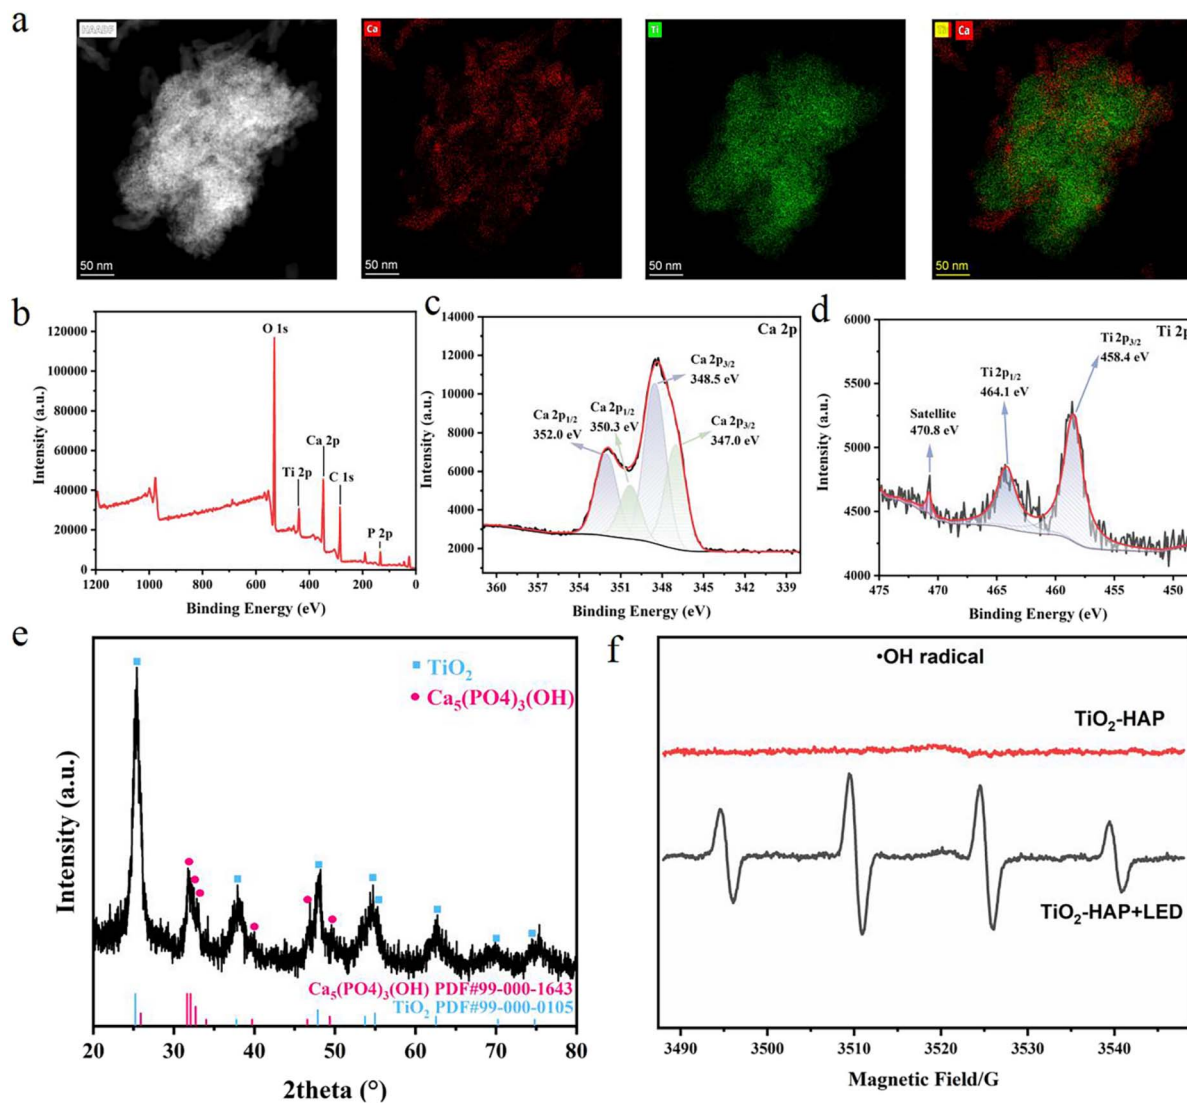 a
HAADF
Ca
Ti
Ca
50 nm
50 nm
50 nm
50 nm
b
Intensity (a.u.)
120000
100000
80000
60000
40000
20000
0
O 1s
Ti 2p
Ca 2p
C 1s
P 2p
1200 1000 800 600 400 200 0
Binding Energy (eV)
c
Intensity (a.u.)
14000
12000
10000
8000
6000
4000
2000
Ca 2p
Ca 2p3/2
348.5 eV
Ca 2p1/2
352.0 eV
Ca 2p1/2
350.3 eV
Ca 2p3/2
347.0 eV
360 357 354 351 348 345 342 339
Binding Energy (eV)
d
Intensity (a.u.)
6000
5500
5000
4500
4000
Ti 2p
Ti 2p3/2
458.4 eV
Ti 2p1/2
464.1 eV
Satellite
470.8 eV
475 470 465 460 455 450
Binding Energy (eV)
e
Intensity (a.u.)
TiO2
Ca5(PO4)3(OH)
Ca5(PO4)3(OH) PDF#99-000-1643
TiO2 PDF#99-000-0105
20 30 40 50 60 70 80
2theta (°)
f
•OH radical
TiO2-HAP
TiO2-HAP+LED
3490 3500 3510 3520 3530 3540
Magnetic Field/G